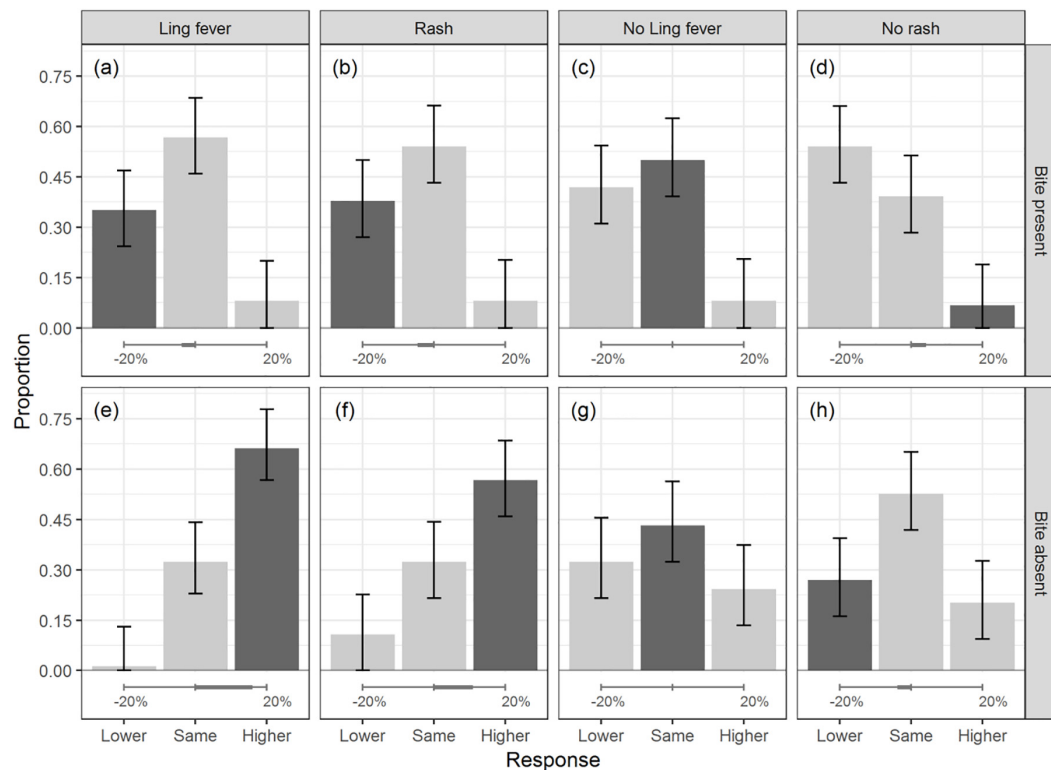 Ling fever
Rash
No Ling fever
No rash
Proportion
0.75
0.60
0.45
0.30
0.15
0.00
(a)
-20%
20%
(b)
-20%
20%
(c)
-20%
20%
(d)
-20%
20%
Bite present
0.75
0.60
0.45
0.30
0.15
0.00
(e)
-20%
20%
(f)
-20%
20%
(g)
-20%
20%
(h)
-20%
20%
Bite absent
Lower Same Higher
Lower Same Higher
Lower Same Higher
Lower Same Higher
Response